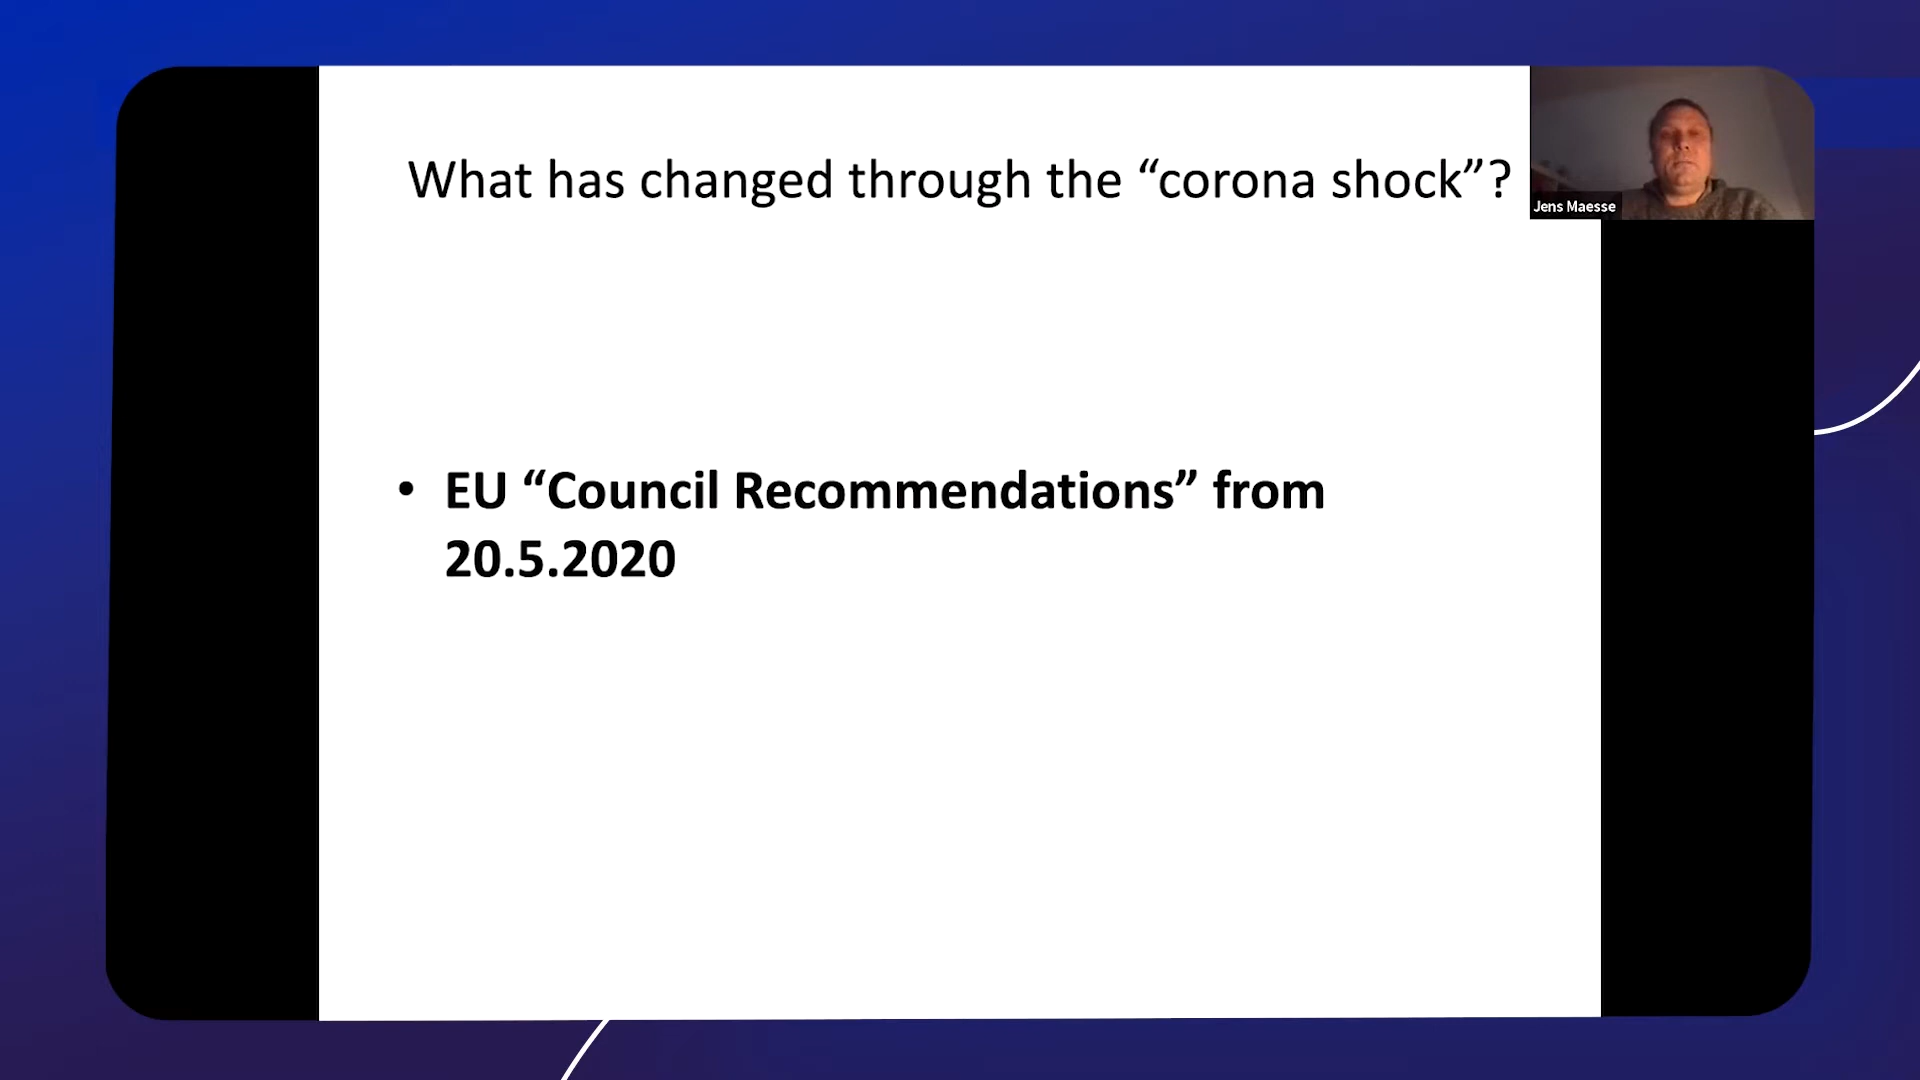 What has changed through the “corona shock”?
Jens Maesse
• EU “Council Recommendations” from
20.5.2020